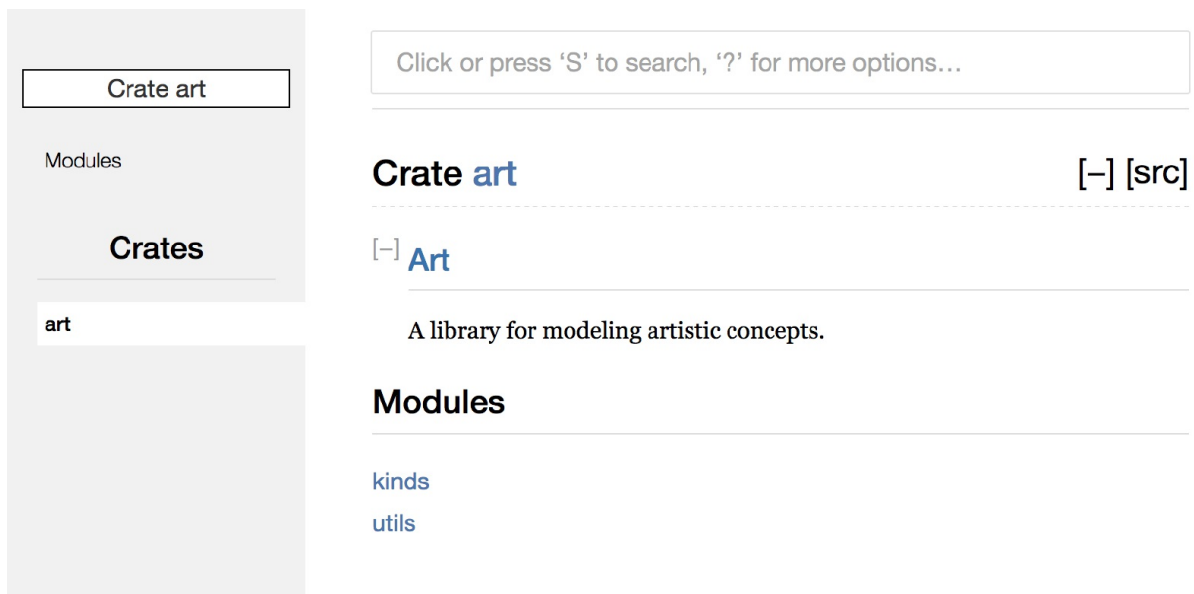 Crate art
Modules
Crates
art
Click or press ‘S’ to search, ‘?’ for more options…
Crate art
[–] [src]
[–] Art
A library for modeling artistic concepts.
Modules
kinds
utils